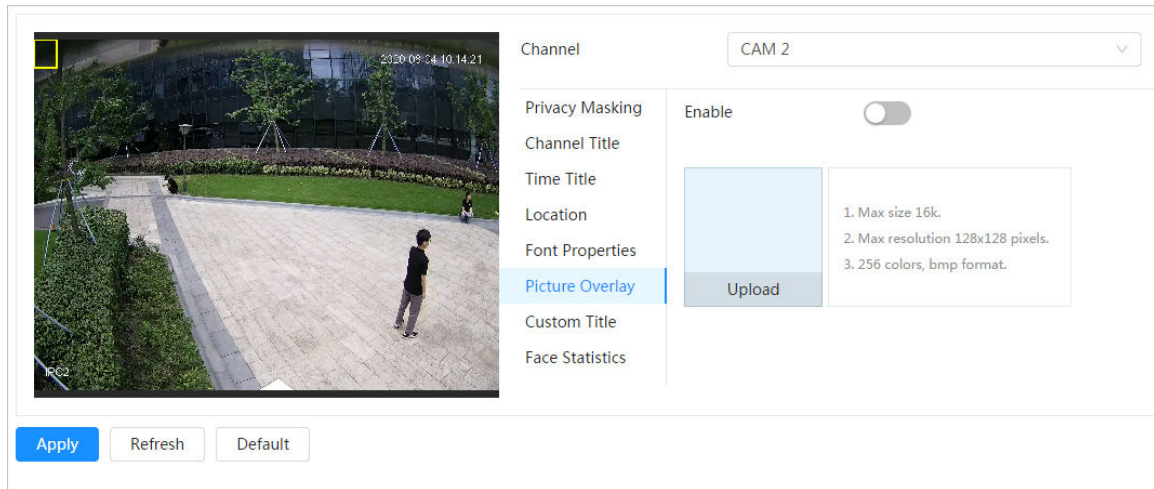 2020-08-04 10:14:21
IPC2
Channel
CAM 2
Privacy Masking
Channel Title
Time Title
Location
Font Properties
Picture Overlay
Custom Title
Face Statistics
Enable
Upload
1. Max size 16k.
2. Max resolution 128x128 pixels.
3. 256 colors, bmp format.
Apply
Refresh
Default